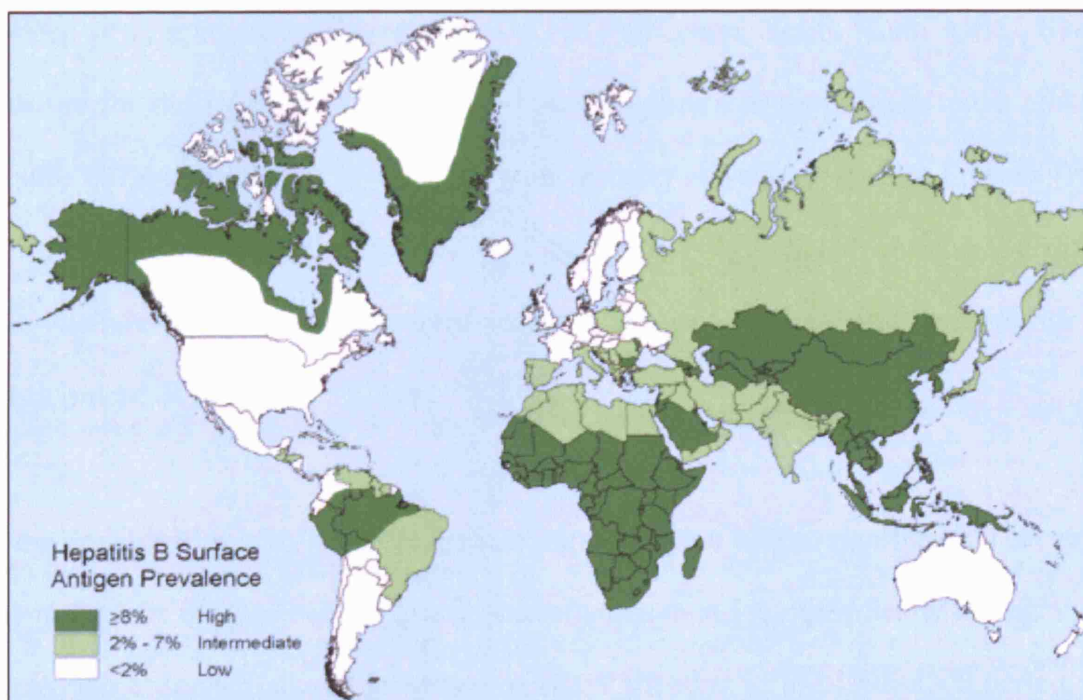 Hepatitis B Surface
Antigen Prevalence
≥8% High
2% - 7% Intermediate
<2% Low